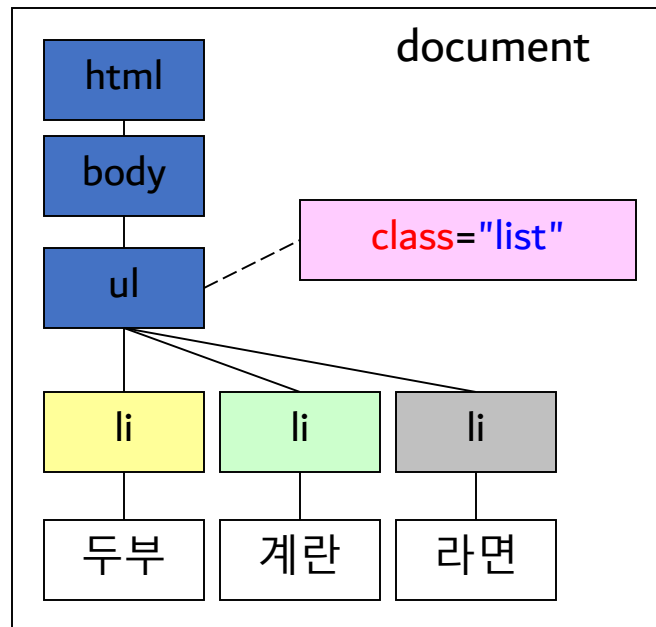 document
html
body
class="list"
ul
li
li
li
두부
계란
라면